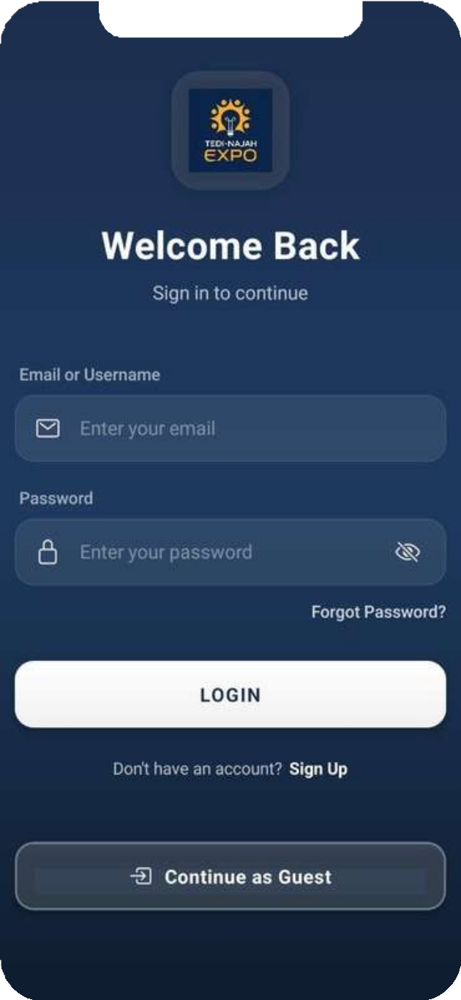 TEDI-NAJAH
EXPO
Welcome Back
Sign in to continue
Email or Username
Enter your email
Password
Enter your password
Forgot Password?
LOGIN
Don't have an account? Sign Up
Continue as Guest